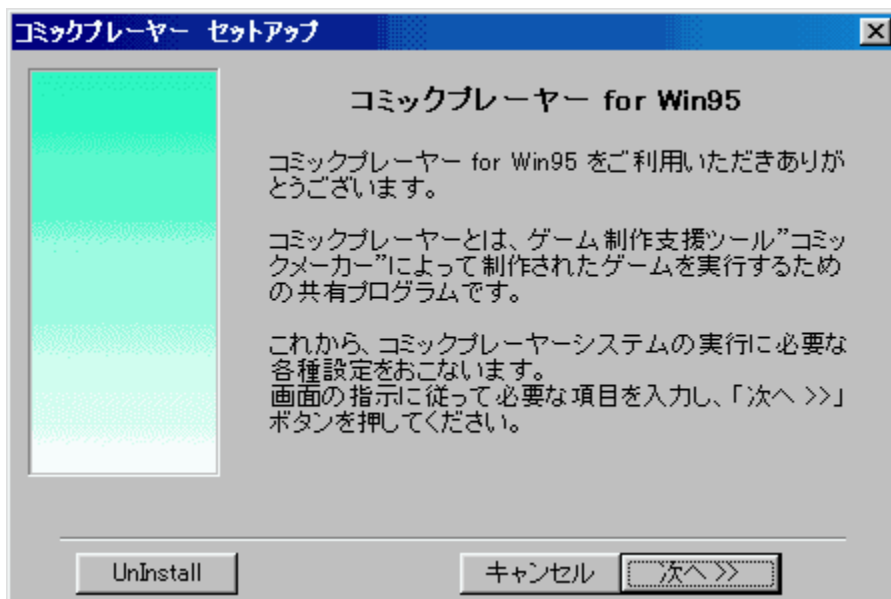 コミックプレーヤー セットアップ
コミックプレーヤー for Win95
コミックプレーヤー for Win95 をご利用いただきありが
とうございます。
コミックプレーヤーとは、ゲーム制作支援ツール”コミッ
クメーカー”によって制作されたゲームを実行するため
の共有プログラムです。
これから、コミックプレーヤーシステムの実行に必要な
各種設定をおこないます。
画面の指示に従って必要な項目を入力し、「次へ >>」
ボタンを押してください。
UnInstall
キャンセル
次へ >>